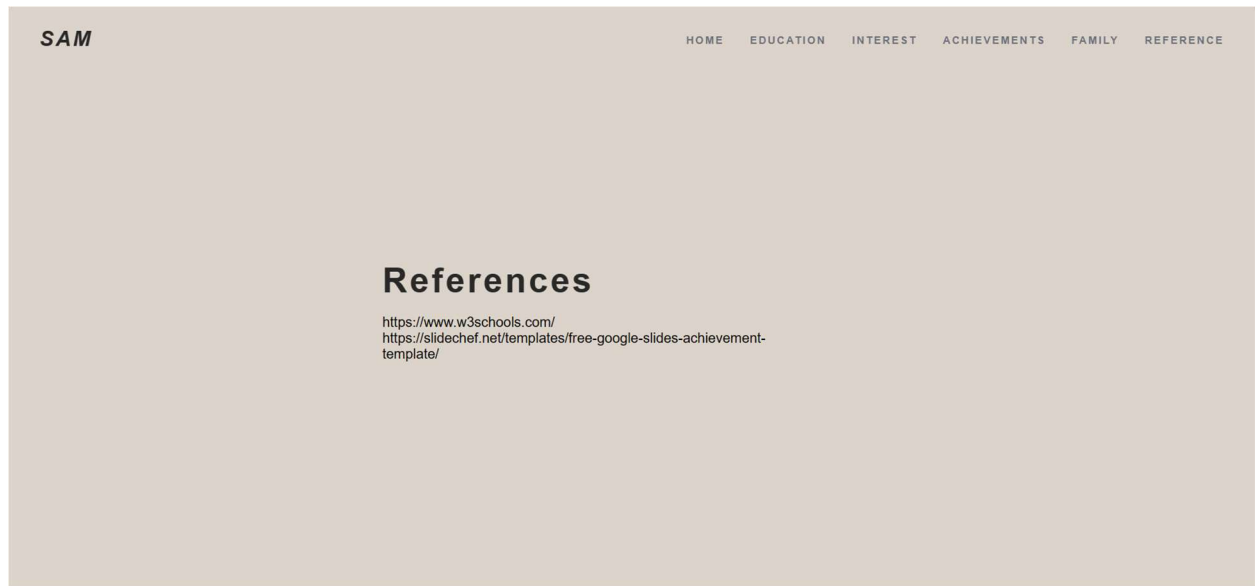 SAM
HOME EDUCATION INTEREST ACHIEVEMENTS FAMILY REFERENCE
References
https://www.w3schools.com/
https://slidechef.net/templates/free-google-slides-achievement-
template/